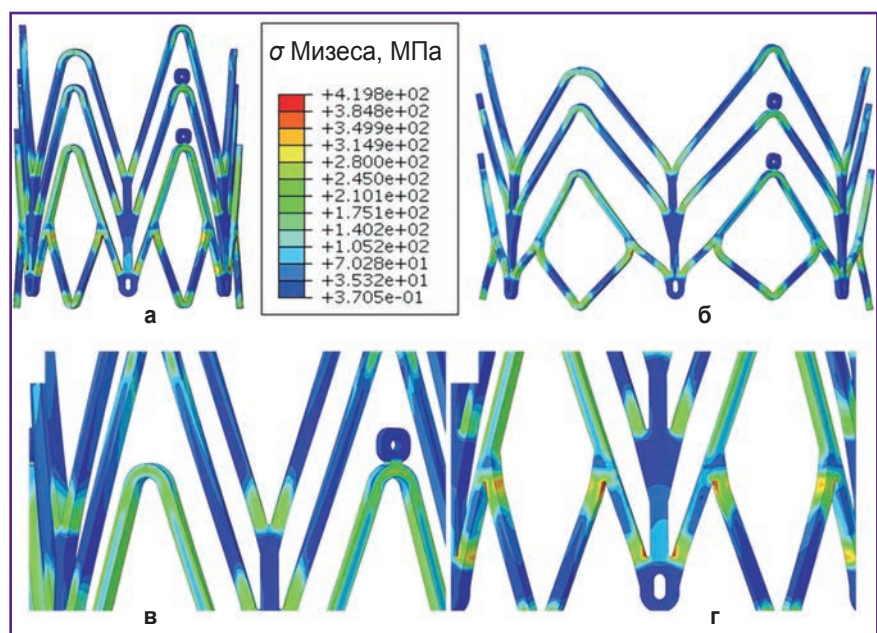 σ Мизеса, МПа
+4.198e+02
+3.848e+02
+3.499e+02
+3.149e+02
+2.800e+02
+2.450e+02
+2.101e+02
+1.751e+02
+1.402e+02
+1.052e+02
+7.028e+01
+3.532e+01
+3.705e-01
а
б
в
г